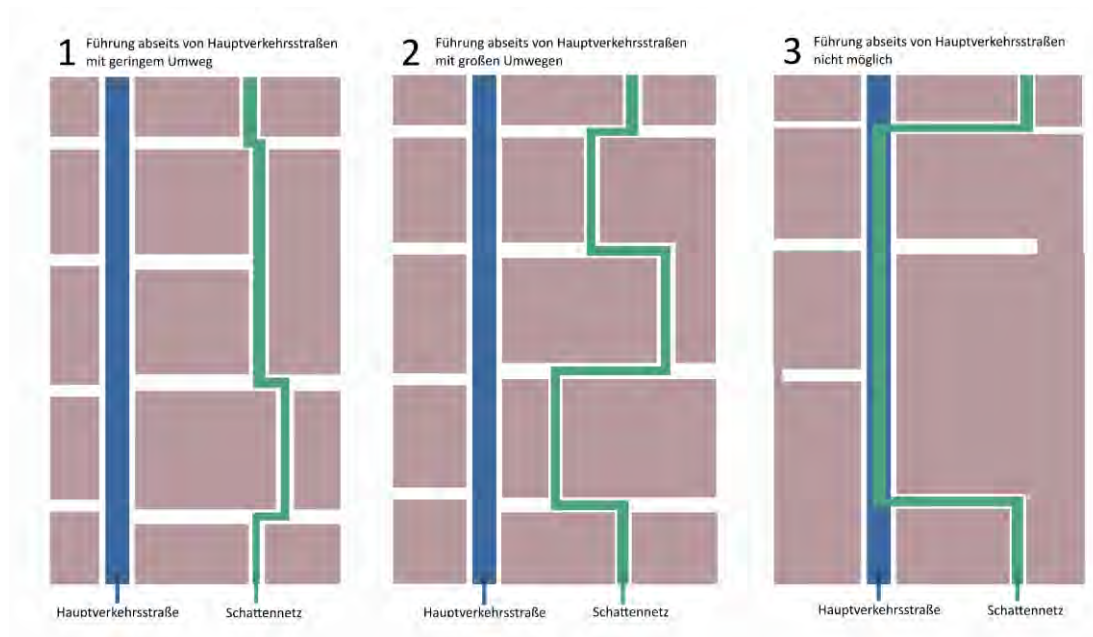 1 Führung abseits von Hauptverkehrsstraßen
mit geringem Umweg
2 Führung abseits von Hauptverkehrsstraßen
mit großen Umwegen
3 Führung abseits von Hauptverkehrsstraßen
nicht möglich
Hauptverkehrsstraße Schattennetz
Hauptverkehrsstraße Schattennetz
Hauptverkehrsstraße Schattennetz